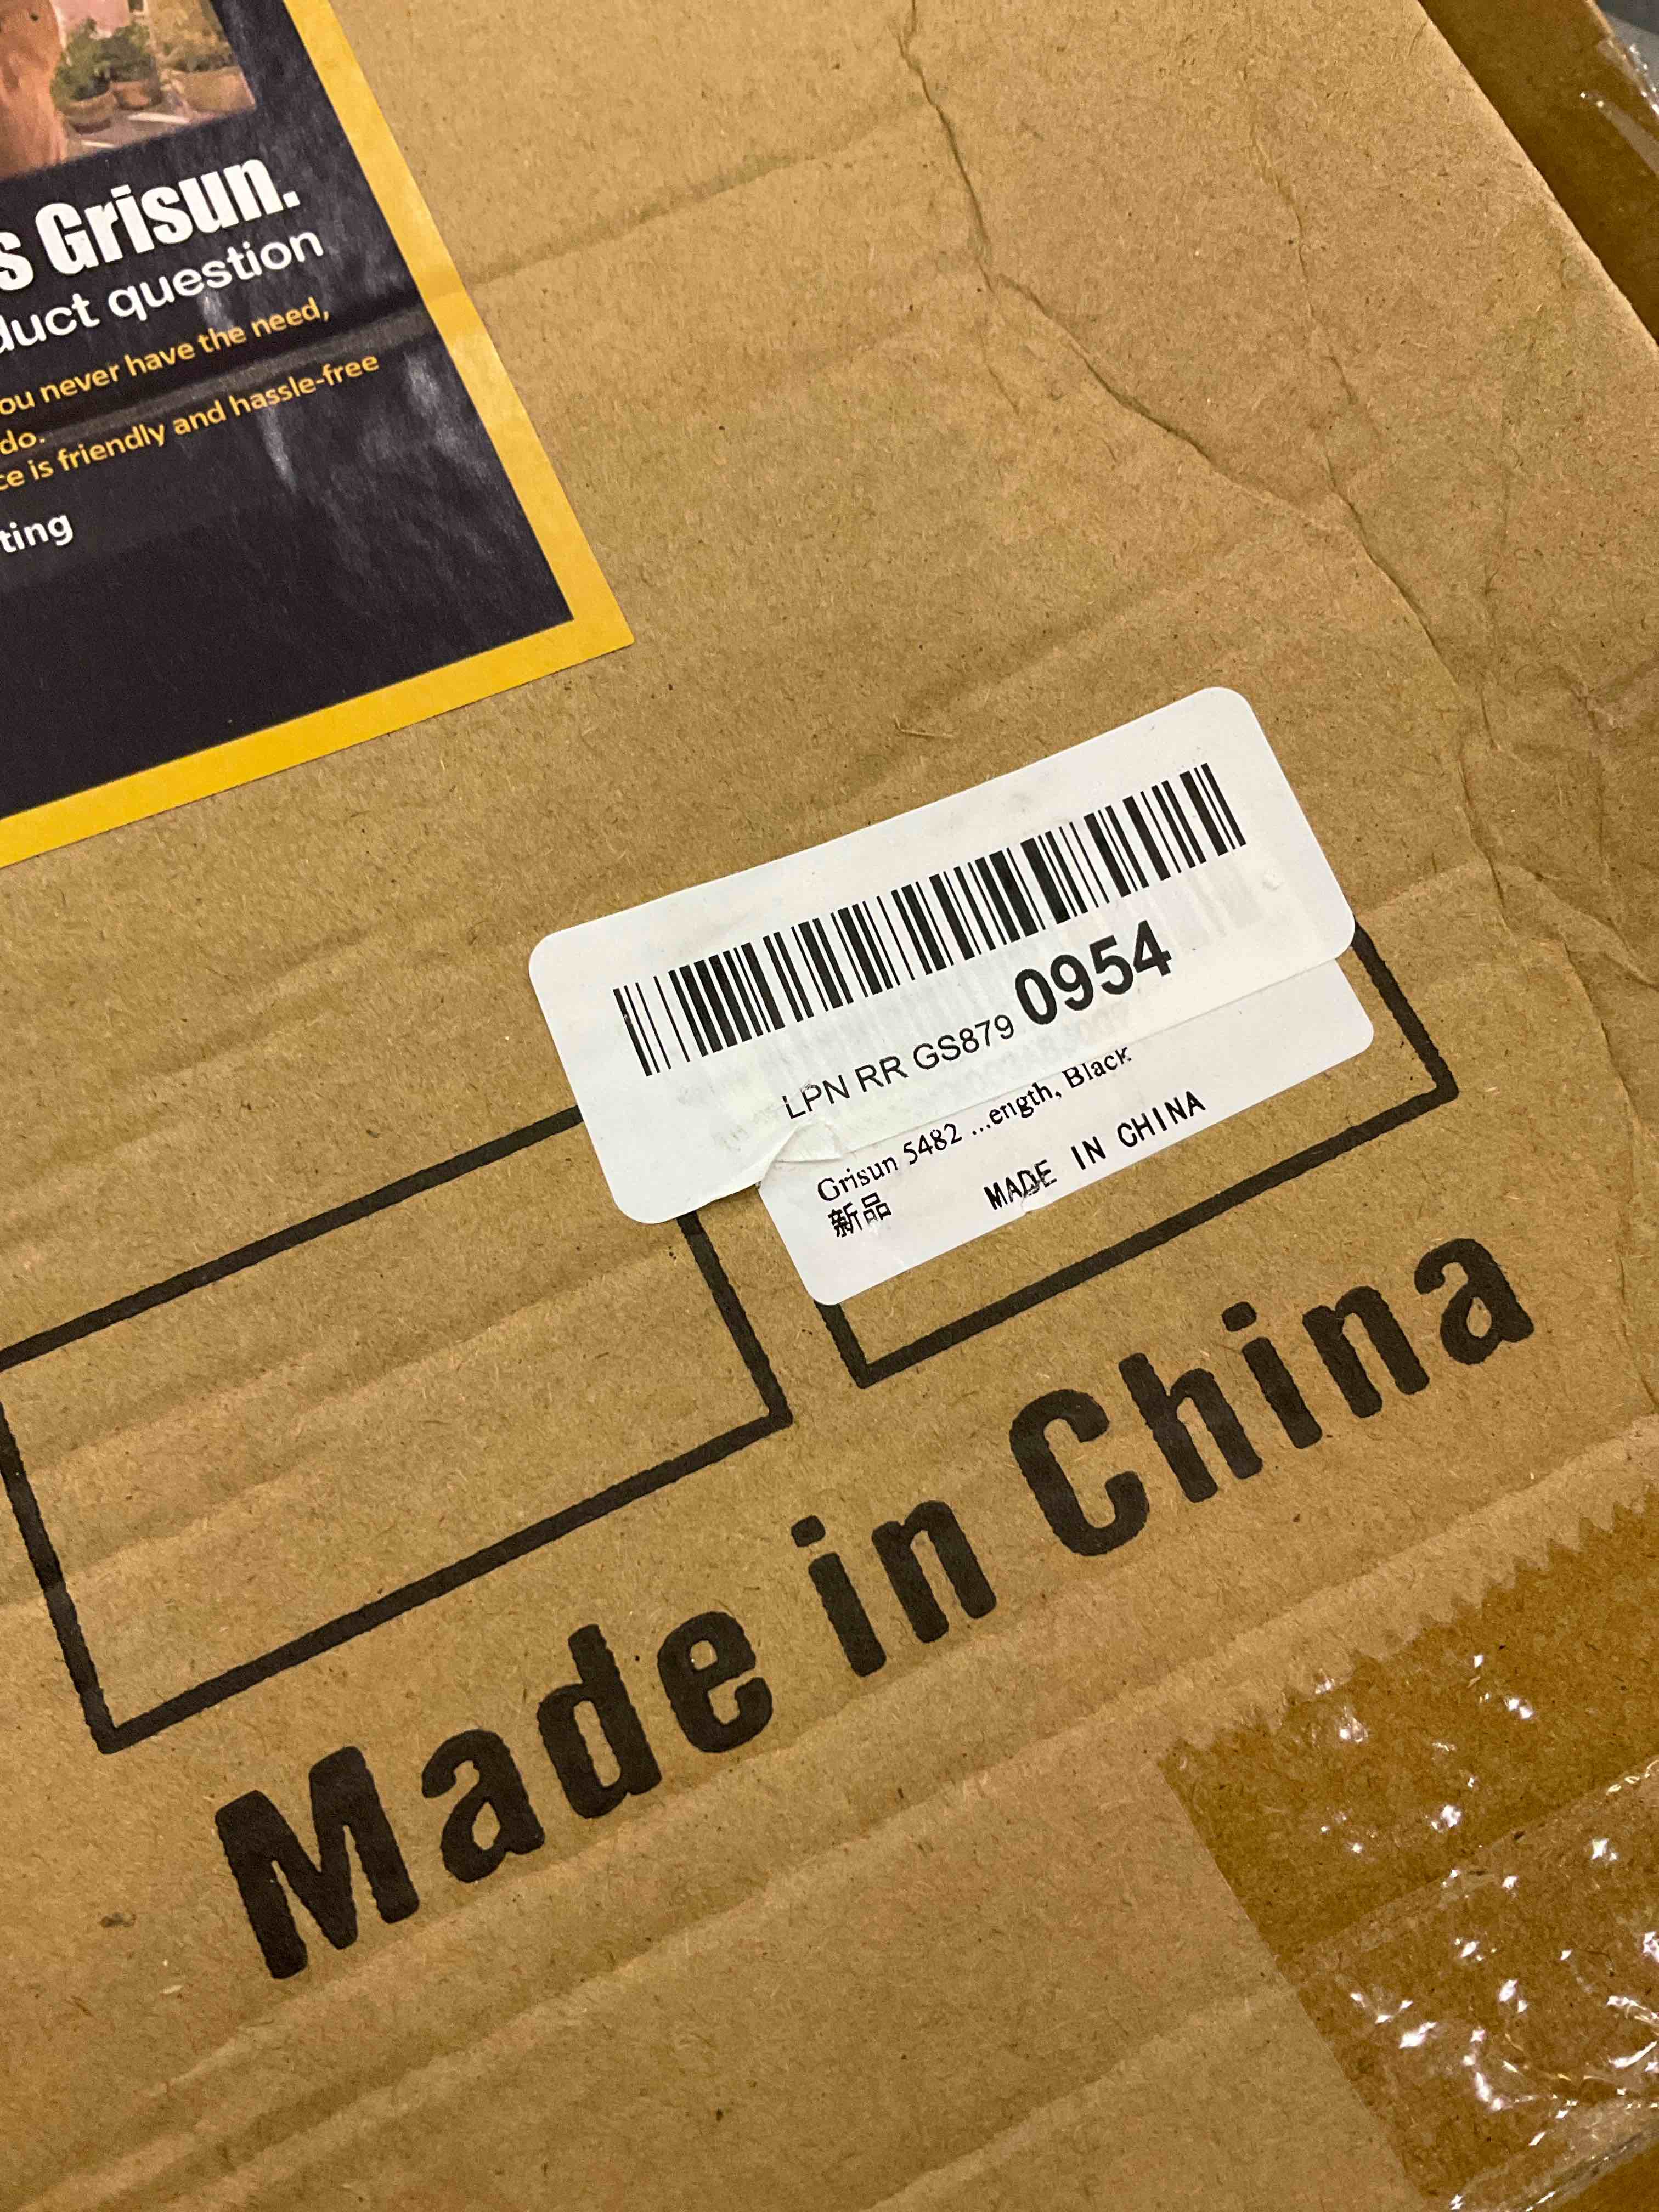 s Grisun.
duct question
ou never have the need,
do.
ce is friendly and hassle-free
ting
LPN RR GS879 0954
Grisun 5482 ...ength, Black
新品 MADE IN CHINA
Made in China